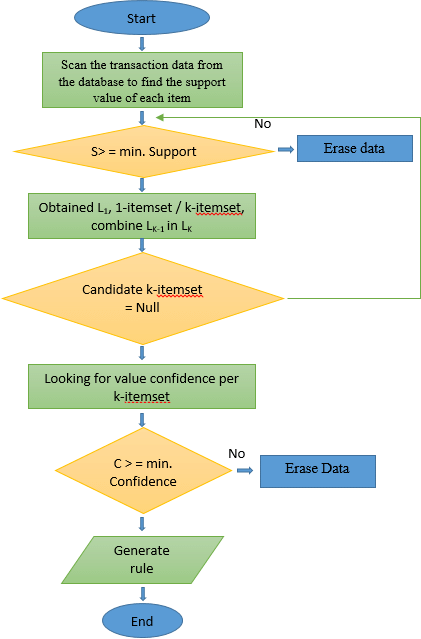 Start
Scan the transaction data from
the database to find the support
value of each item
No
S> = min. Support
Erase data
Obtained L₁, 1-itemset / k-itemset,
combine Lₖ₋₁ in Lₖ
Candidate k-itemset
= Null
Looking for value confidence per
k-itemset
No
C > = min.
Confidence
Erase Data
Generate
rule
End